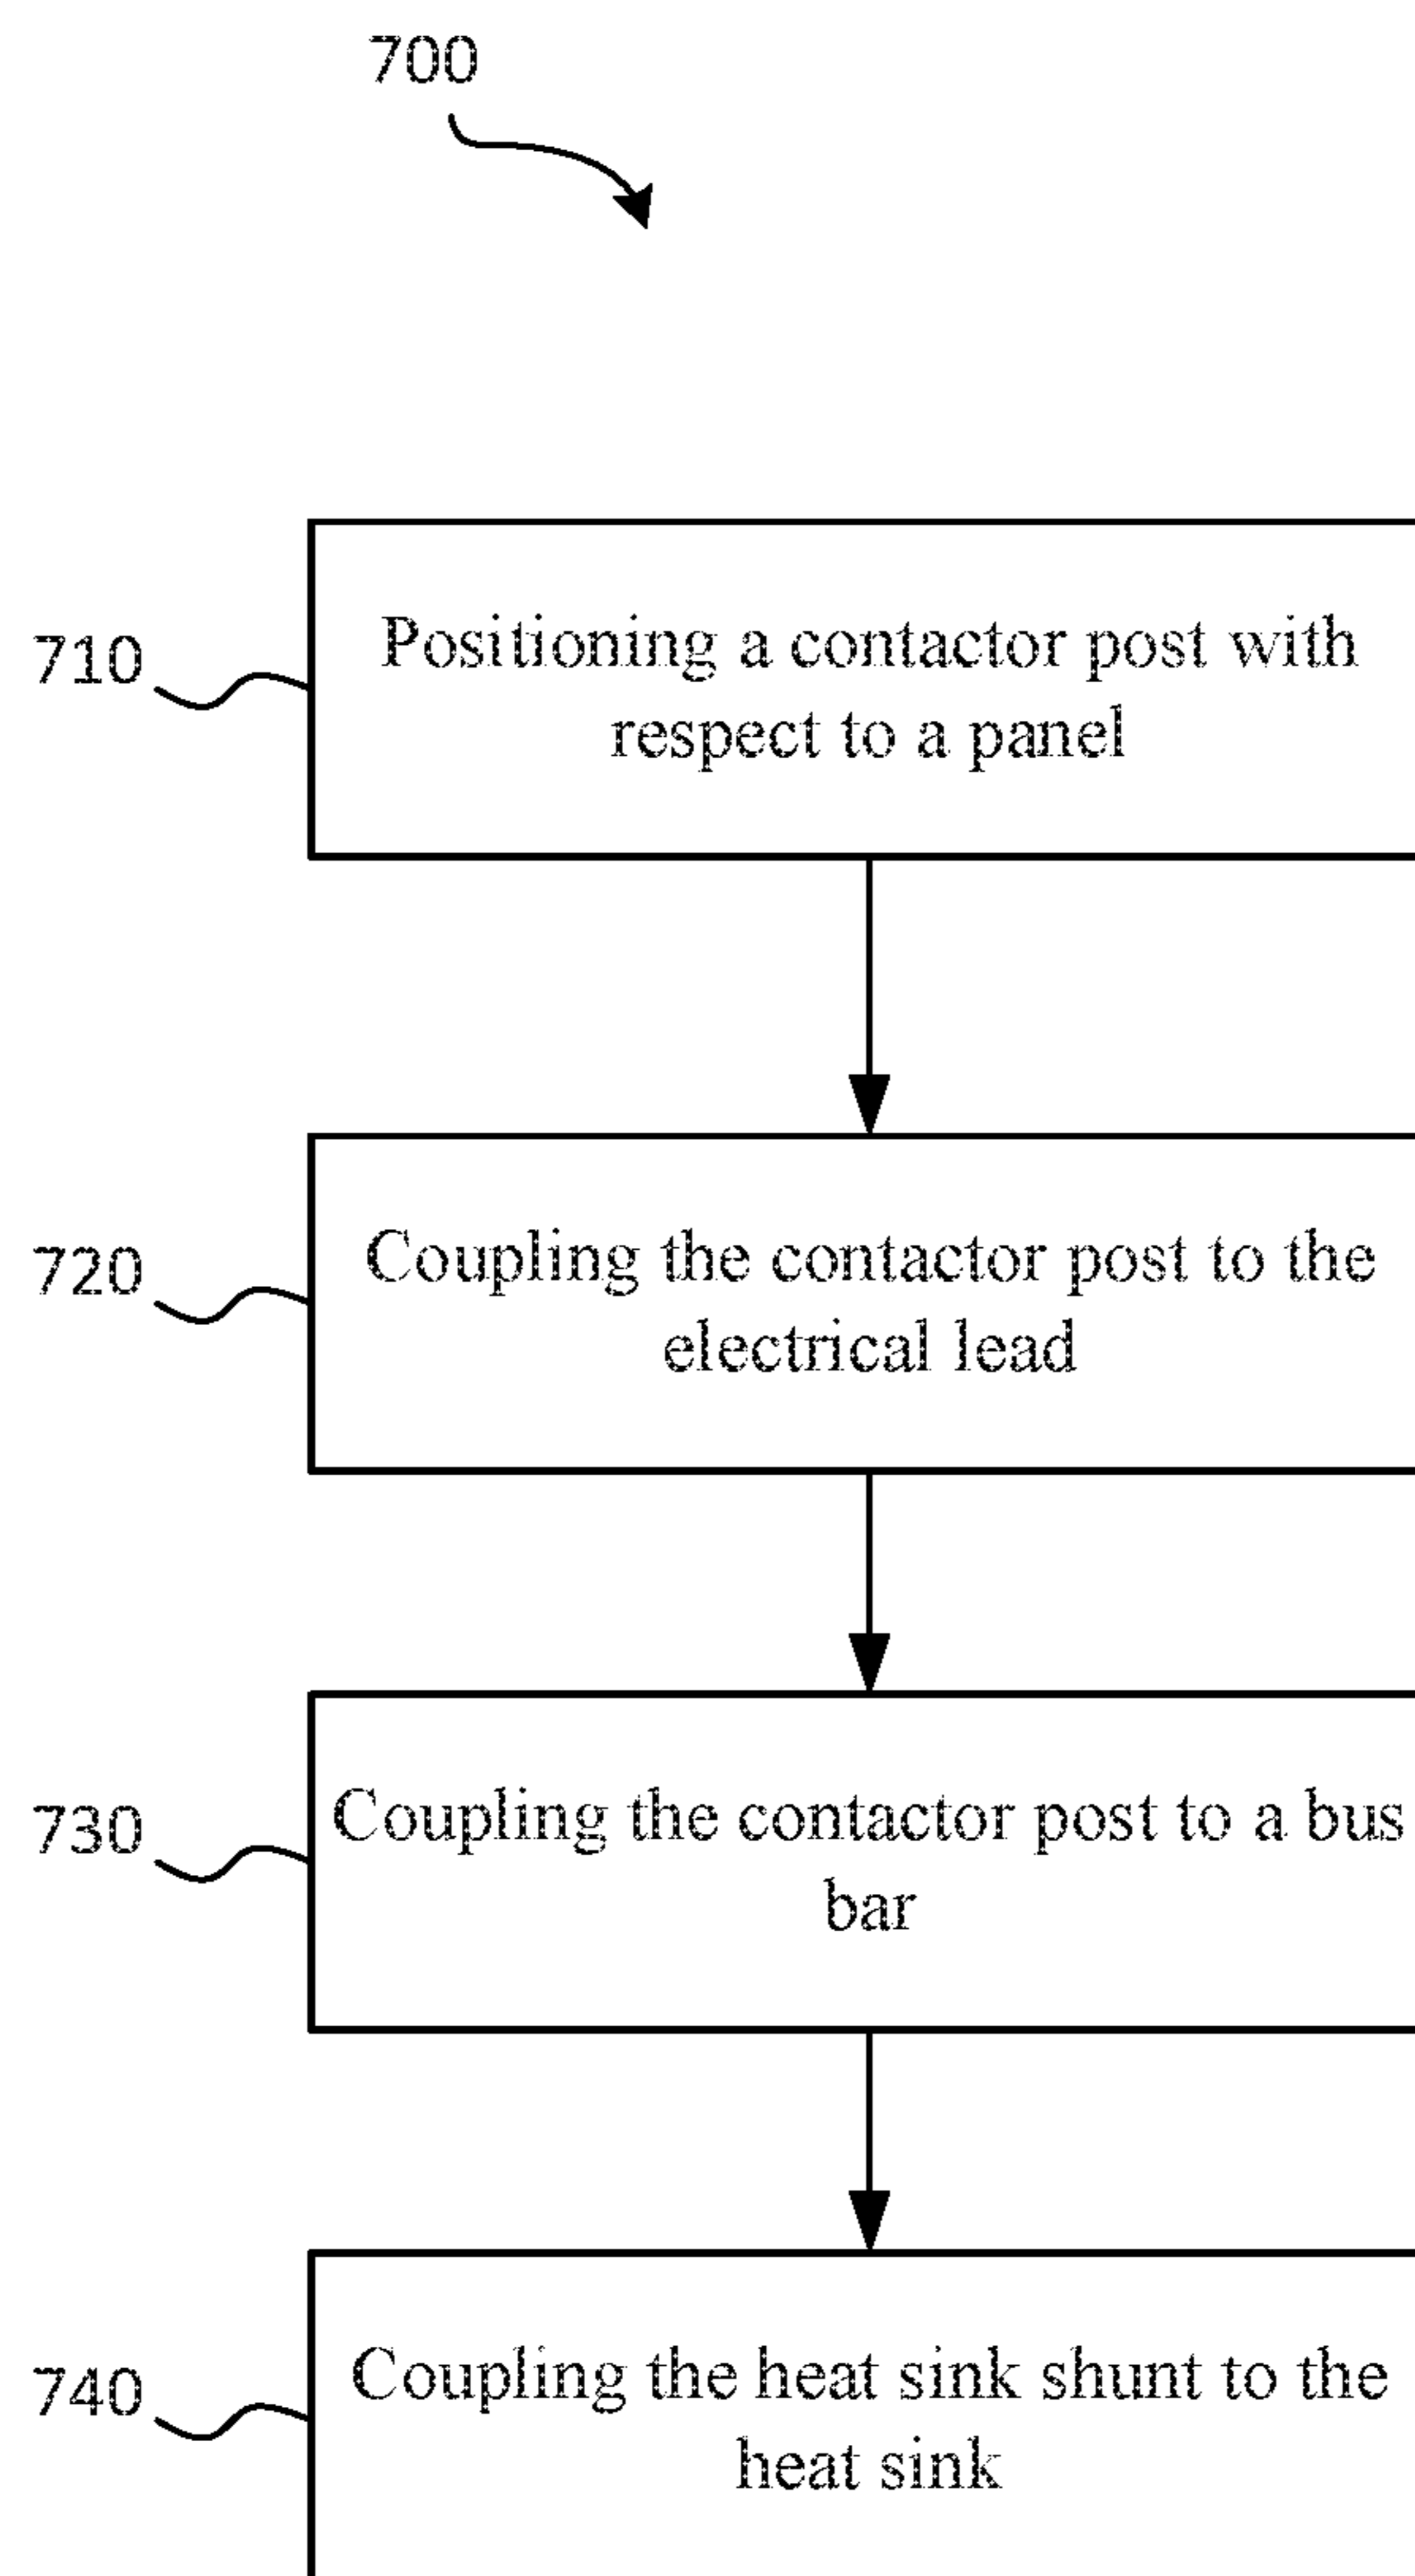 700
710
Positioning a contactor post with
respect to a panel
720
Coupling the contactor post to the
electrical lead
730
Coupling the contactor post to a bus
bar
740
Coupling the heat sink shunt to the
heat sink